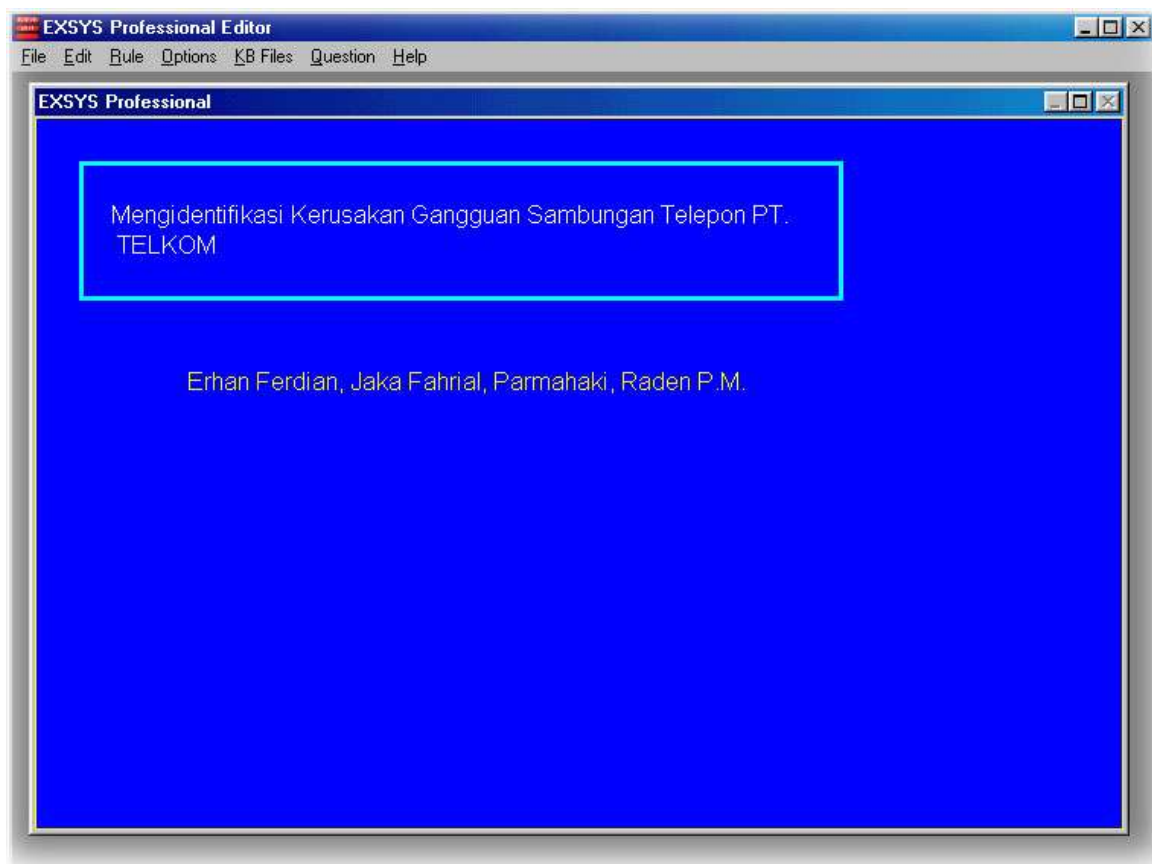 EXSYS Professional Editor
File Edit Rule Options KB Files Question Help
EXSYS Professional
Mengidentifikasi Kerusakan Gangguan Sambungan Telepon PT.
TELKOM
Erhan Ferdian, Jaka Fahrial, Parmahaki, Raden P.M.